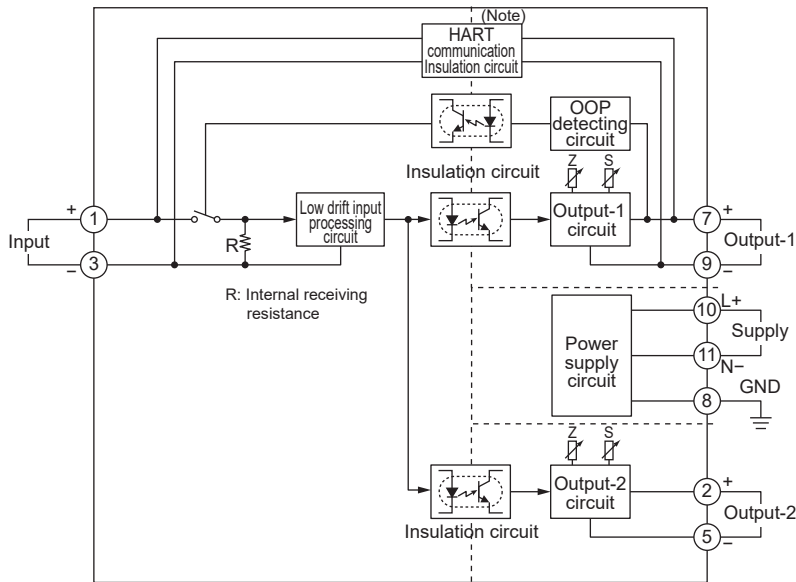 (Note)
HART
communication
Insulation circuit
OOP
detecting
circuit
Insulation circuit
Z
S
+
1
Input
−
3
R
Low drift input
processing
circuit
Output-1
circuit
7
+
Output-1
9
−
R: Internal receiving
resistance
Power
supply
circuit
10
L+
Supply
11
N−
GND
8
Z
S
Output-2
circuit
2
+
Output-2
5
−
Insulation circuit